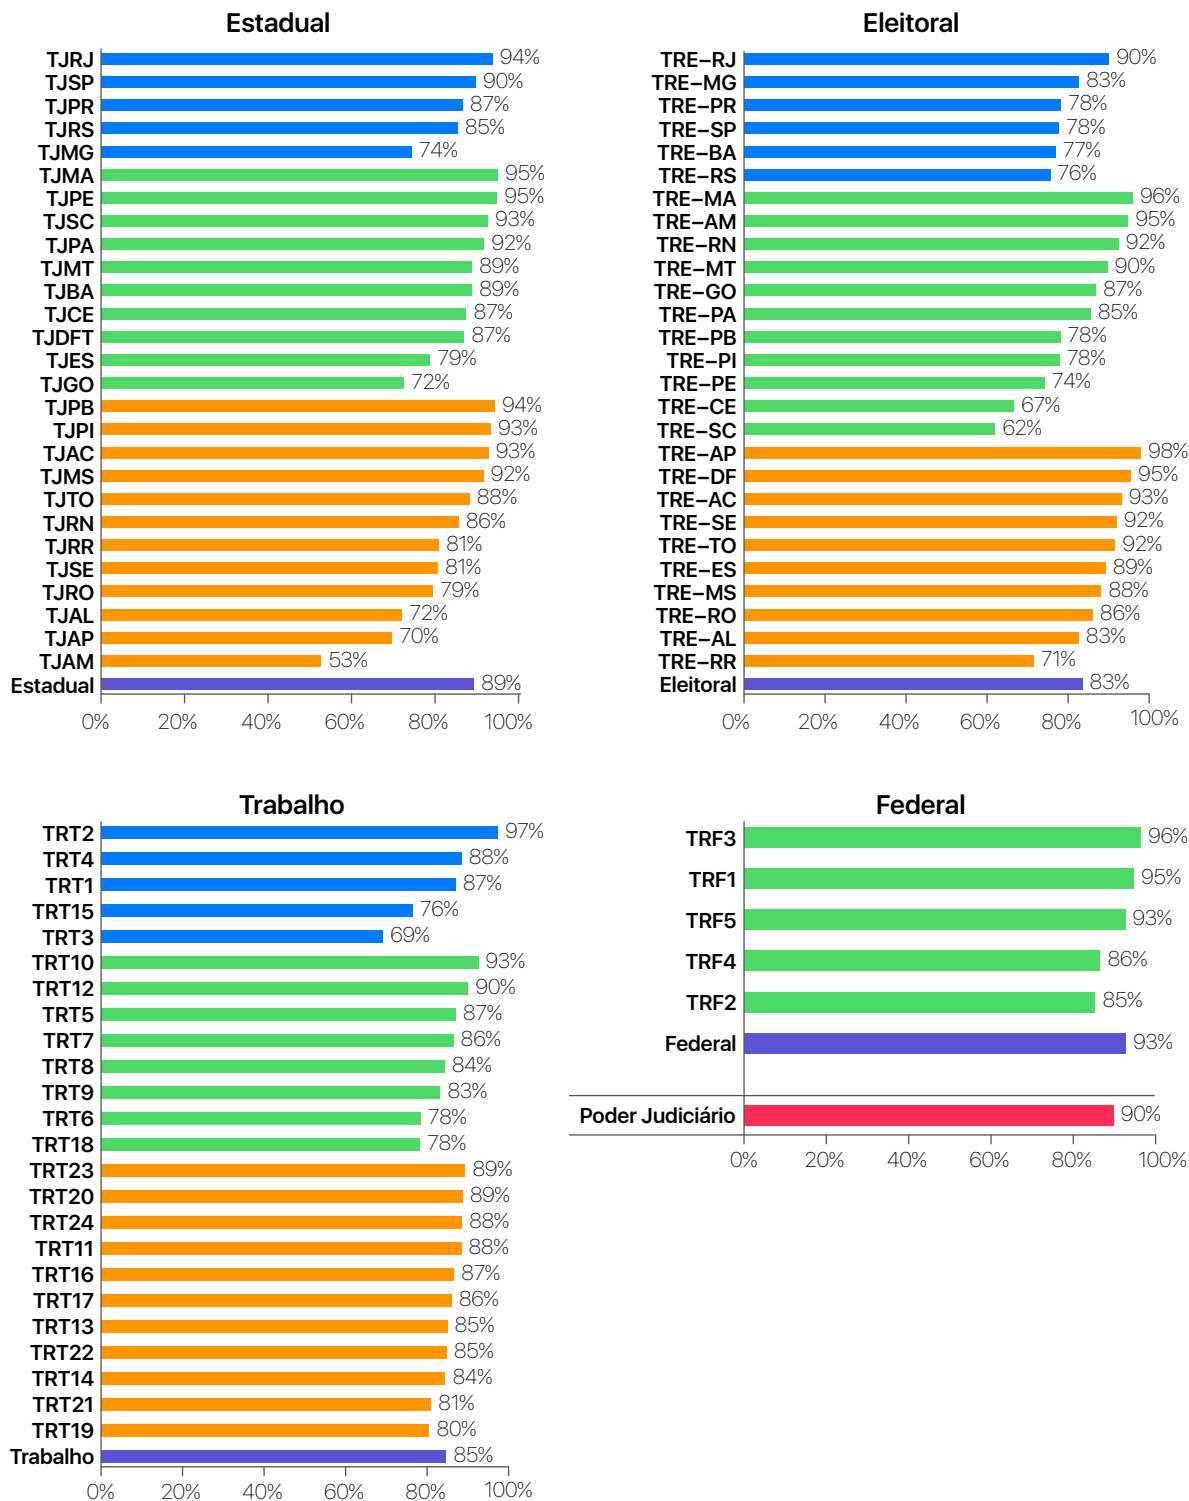 Estadual
TJRJ 94%
TJSP 90%
TJPR 87%
TJRS 85%
TJMG 74%
TJMA 95%
TJPE 95%
TJSC 93%
TJPA 92%
TJMT 89%
TJBA 89%
TJCE 87%
TJDFT 87%
TJES 79%
TJGO 72%
TJPB 94%
TJPI 93%
TJAC 93%
TJMS 92%
TJTO 88%
TJRN 86%
TJRR 81%
TJSE 81%
TJRO 79%
TJAL 72%
TJAP 70%
TJAM 53%
Estadual 89%
0% 20% 40% 60% 80% 100%
Eleitoral
TRE–RJ 90%
TRE–MG 83%
TRE–PR 78%
TRE–SP 78%
TRE–BA 77%
TRE–RS 76%
TRE–MA 96%
TRE–AM 95%
TRE–RN 92%
TRE–MT 90%
TRE–GO 87%
TRE–PA 85%
TRE–PB 78%
TRE–PI 78%
TRE–PE 74%
TRE–CE 67%
TRE–SC 62%
TRE–AP 98%
TRE–DF 95%
TRE–AC 93%
TRE–SE 92%
TRE–TO 92%
TRE–ES 89%
TRE–MS 88%
TRE–RO 86%
TRE–AL 83%
TRE–RR 71%
Eleitoral 83%
0% 20% 40% 60% 80% 100%
Trabalho
TRT2 97%
TRT4 88%
TRT1 87%
TRT15 76%
TRT3 69%
TRT10 93%
TRT12 90%
TRT5 87%
TRT7 86%
TRT8 84%
TRT9 83%
TRT6 78%
TRT18 78%
TRT23 89%
TRT20 89%
TRT24 88%
TRT11 88%
TRT16 87%
TRT17 86%
TRT13 85%
TRT22 85%
TRT14 84%
TRT21 81%
TRT19 80%
Trabalho 85%
0% 20% 40% 60% 80% 100%
Federal
TRF3 96%
TRF1 95%
TRF5 93%
TRF4 86%
TRF2 85%
Federal 93%
Poder Judiciário 90%
0% 20% 40% 60% 80% 100%